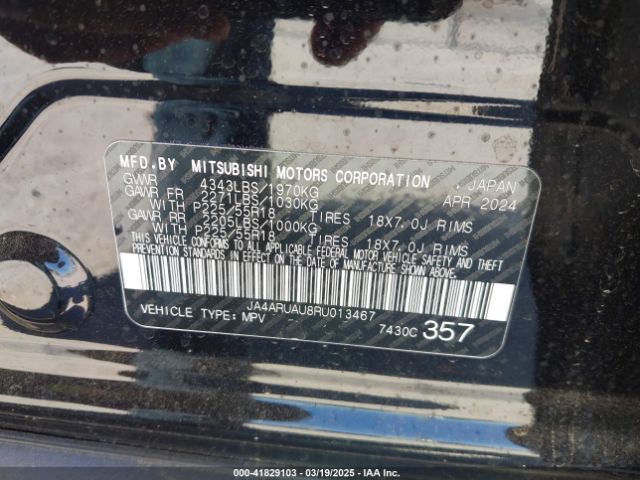 MFD.BY MITSUBISHI MOTORS CORPORATION , JAPAN
GVWR 4343LBS/1970KG APR 2024
GAWR FR 2271LBS/1030KG
WITH P225/55R18 TIRES 18X7.0J RIMS
GAWR RR 2205LBS/1000KG
WITH P225/55R18 TIRES 18X7.0J RIMS
THIS VEHICLE CONFORMS TO ALL APPLICABLE FEDERAL MOTOR VEHICLE SAFETY AND THEFT
PREVENTION STANDARDS IN EFFECT ON THE DATE OF MANUFACTURE SHOWN ABOVE.
JA4ARUAU8RU013467
VEHICLE TYPE: MPV 7430C 357
000-41829103 - 03/19/2025 - IAA Inc.